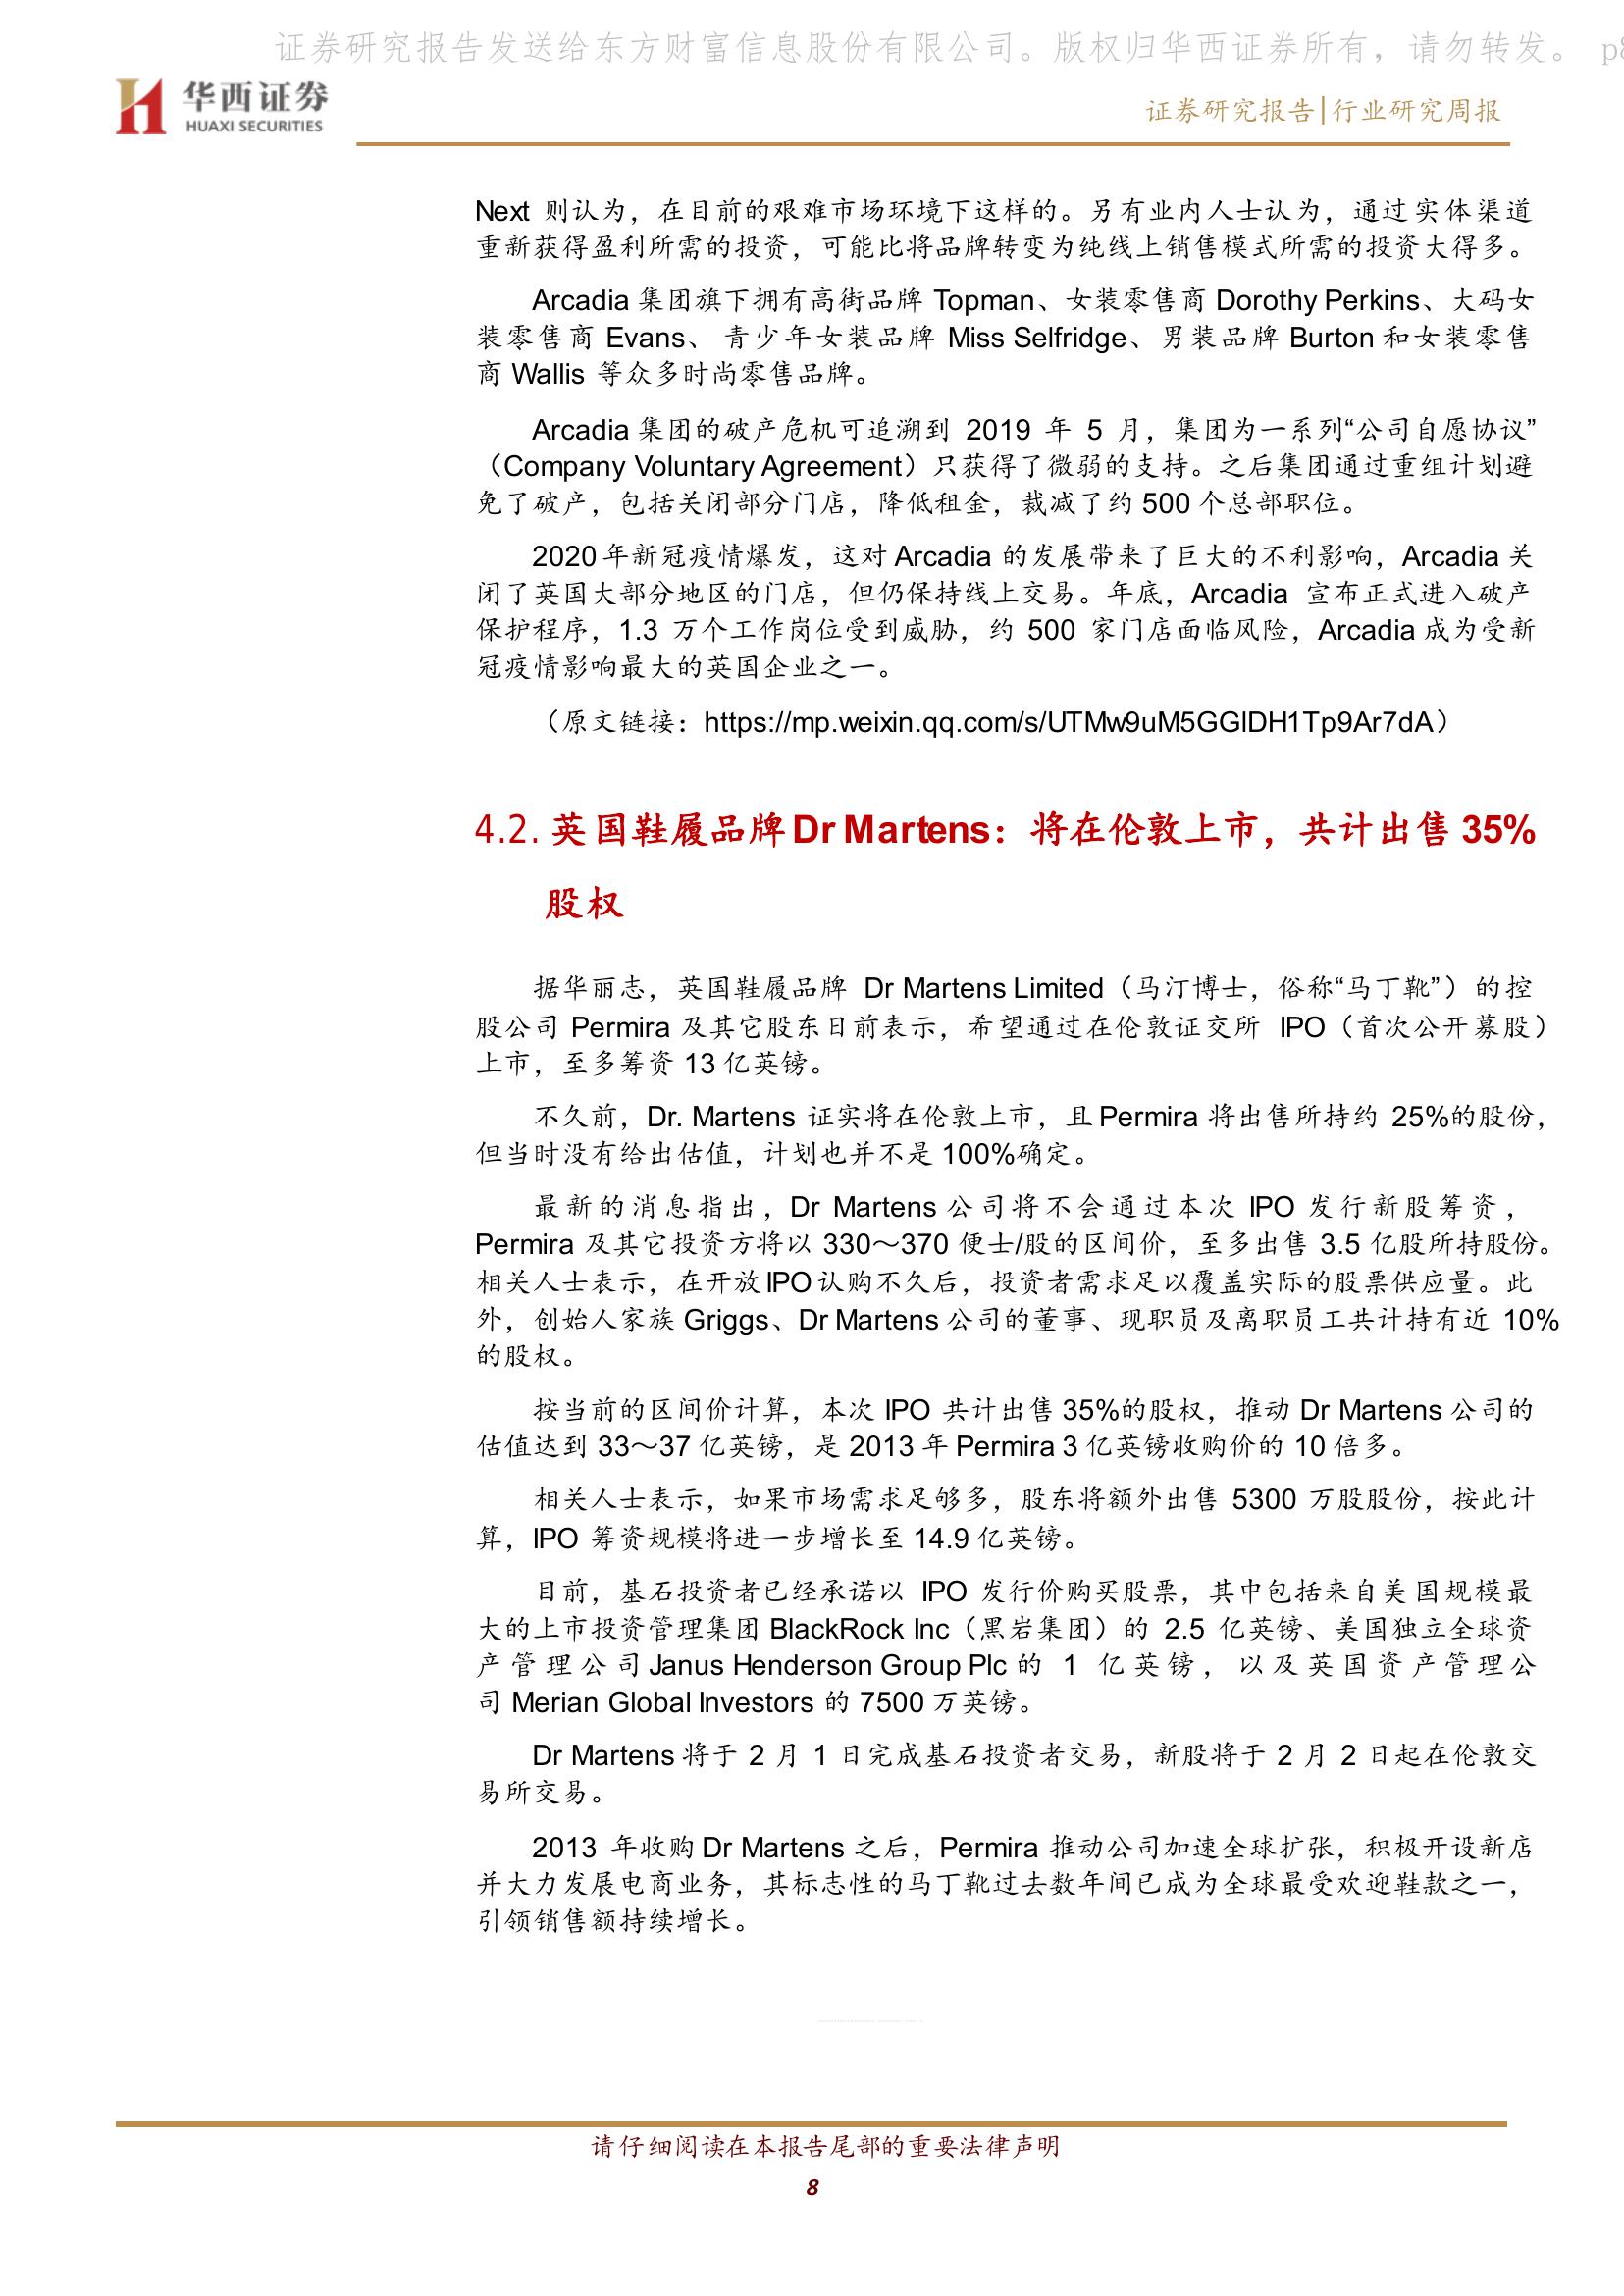 证券研究报告发送给东方财富信息股份有限公司。版权归华西证券所有，请勿转发。 p8
华西证券
HUAXI SECURITIES
证券研究报告|行业研究周报
Next 则认为，在目前的艰难市场环境下这样的。另有业内人士认为，通过实体渠道
重新获得盈利所需的投资，可能比将品牌转变为纯线上销售模式所需的投资大得多。
Arcadia 集团旗下拥有高街品牌 Topman、女装零售商 Dorothy Perkins、大码女
装零售商 Evans、 青少年女装品牌 Miss Selfridge、男装品牌 Burton 和女装零售
商 Wallis 等众多时尚零售品牌。
Arcadia 集团的破产危机可追溯到 2019 年 5 月，集团为一系列“公司自愿协议”
（Company Voluntary Agreement）只获得了微弱的支持。之后集团通过重组计划避
免了破产，包括关闭部分门店，降低租金，裁减了约 500 个总部职位。
2020 年新冠疫情爆发，这对 Arcadia 的发展带来了巨大的不利影响，Arcadia 关
闭了英国大部分地区的门店，但仍保持线上交易。年底，Arcadia 宣布正式进入破产
保护程序，1.3 万个工作岗位受到威胁，约 500 家门店面临风险，Arcadia 成为受新
冠疫情影响最大的英国企业之一。
（原文链接：https://mp.weixin.qq.com/s/UTMw9uM5GGlDH1Tp9Ar7dA）
4.2. 英国鞋履品牌 Dr Martens：将在伦敦上市，共计出售 35%
股权
据华丽志，英国鞋履品牌 Dr Martens Limited（马汀博士，俗称“马丁靴”）的控
股公司 Permira 及其它股东日前表示，希望通过在伦敦证交所 IPO（首次公开募股）
上市，至多筹资 13 亿英镑。
不久前，Dr. Martens 证实将在伦敦上市，且 Permira 将出售所持约 25%的股份，
但当时没有给出估值，计划也并不是 100%确定。
最新的消息指出，Dr Martens 公司将不会通过本次 IPO 发行新股筹资，
Permira 及其它投资方将以 330～370 便士/股的区间价，至多出售 3.5 亿股所持股份。
相关人士表示，在开放 IPO 认购不久后，投资者需求足以覆盖实际的股票供应量。此
外，创始人家族 Griggs、Dr Martens 公司的董事、现职员及离职员工共计持有近 10%
的股权。
按当前的区间价计算，本次 IPO 共计出售 35%的股权，推动 Dr Martens 公司的
估值达到 33～37 亿英镑，是 2013 年 Permira 3 亿英镑收购价的 10 倍多。
相关人士表示，如果市场需求足够多，股东将额外出售 5300 万股股份，按此计
算，IPO 筹资规模将进一步增长至 14.9 亿英镑。
目前，基石投资者已经承诺以 IPO 发行价购买股票，其中包括来自美国规模最
大的上市投资管理集团 BlackRock Inc（黑岩集团）的 2.5 亿英镑、美国独立全球资
产管理公司 Janus Henderson Group Plc 的 1 亿英镑，以及英国资产管理公
司 Merian Global Investors 的 7500 万英镑。
Dr Martens 将于 2 月 1 日完成基石投资者交易，新股将于 2 月 2 日起在伦敦交
易所交易。
2013 年收购 Dr Martens 之后，Permira 推动公司加速全球扩张，积极开设新店
并大力发展电商业务，其标志性的马丁靴过去数年间已成为全球最受欢迎鞋款之一，
引领销售额持续增长。
请仔细阅读在本报告尾部的重要法律声明
8